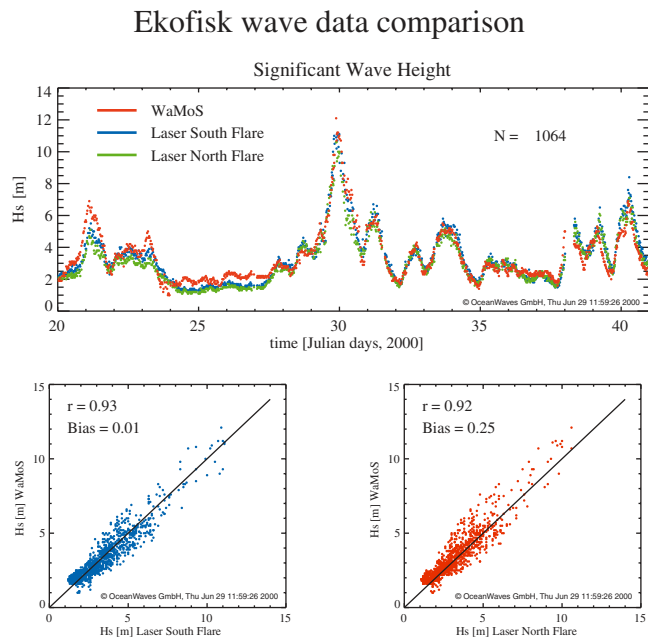 Ekofisk wave data comparison
Significant Wave Height
14
12
10
8
6
4
2
0
Hs [m]
WaMoS
Laser South Flare
Laser North Flare
N = 1064
© OceanWaves GmbH, Thu Jun 29 11:59:26 2000
20 25 30 35 40
time [Julian days, 2000]
15
10
5
0
Hs [m] WaMoS
r = 0.93
Bias = 0.01
© OceanWaves GmbH, Thu Jun 29 11:59:26 2000
0 5 10 15
Hs [m] Laser South Flare
15
10
5
0
Hs [m] WaMoS
r = 0.92
Bias = 0.25
© OceanWaves GmbH, Thu Jun 29 11:59:26 2000
0 5 10 15
Hs [m] Laser North Flare